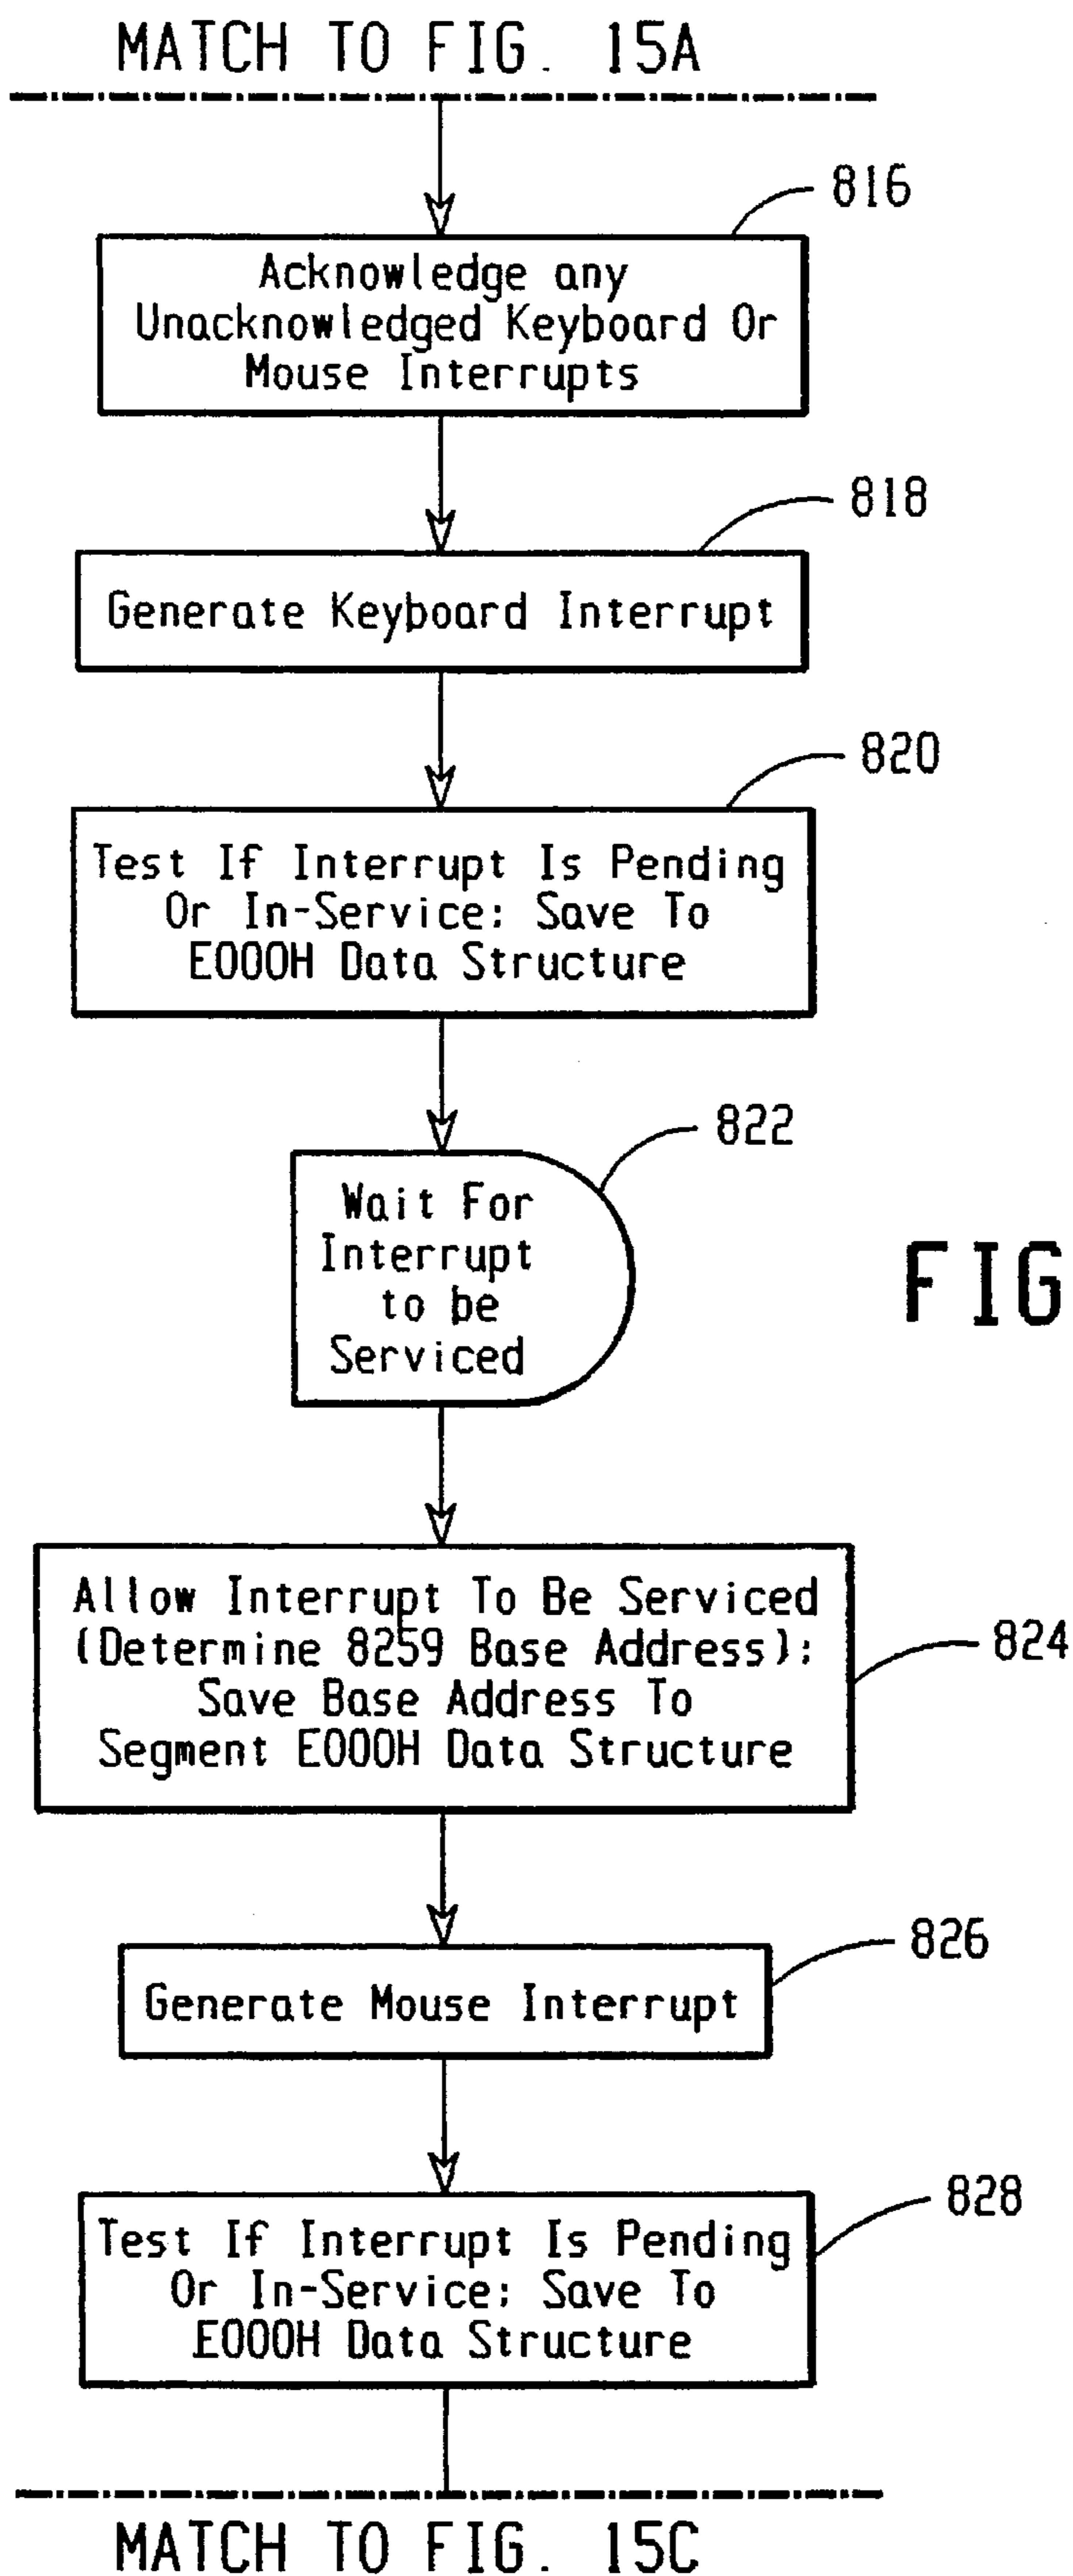 MATCH TO FIG. 15A
816
Acknowledge any
Unacknowledged Keyboard Or
Mouse Interrupts
818
Generate Keyboard Interrupt
820
Test If Interrupt Is Pending
Or In-Service; Save To
E000H Data Structure
822
Wait For
Interrupt
to be
Serviced
FIG
824
Allow Interrupt To Be Serviced
(Determine 8259 Base Address);
Save Base Address To
Segment E000H Data Structure
826
Generate Mouse Interrupt
828
Test If Interrupt Is Pending
Or In-Service; Save To
E000H Data Structure
MATCH TO FIG. 15C